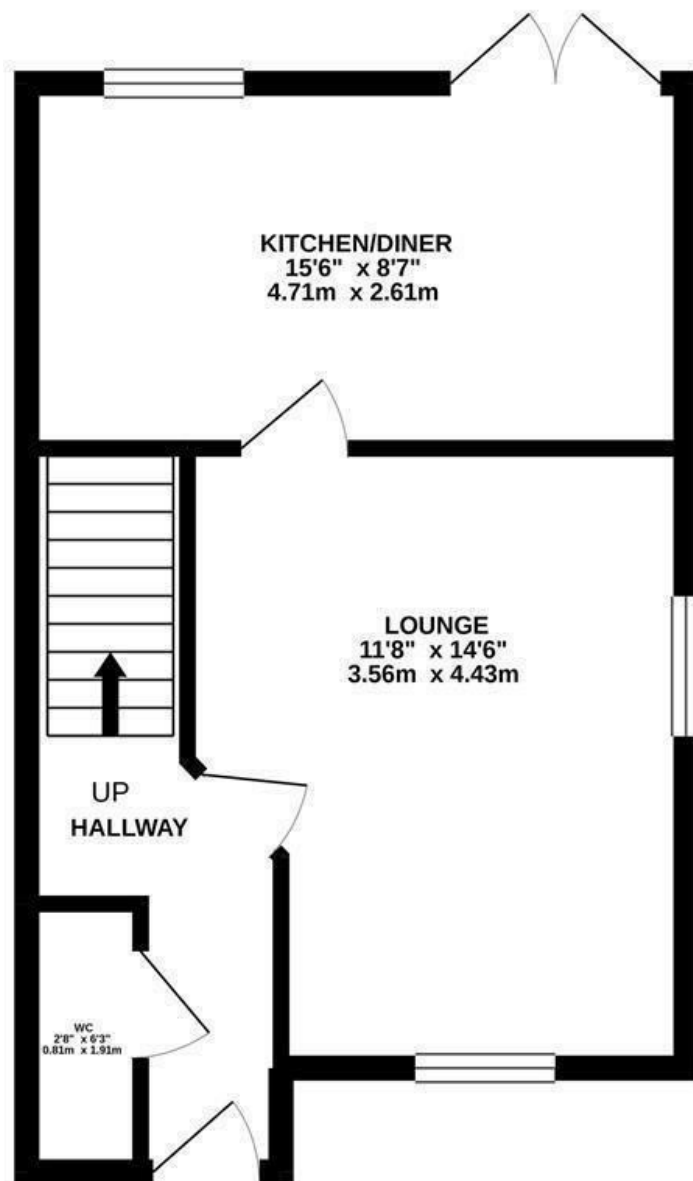 KITCHEN/DINER
15'6" x 8'7"
4.71m x 2.61m
LOUNGE
11'8" x 14'6"
3.56m x 4.43m
UP
HALLWAY
WC
2'8" x 6'3"
0.81m x 1.91m